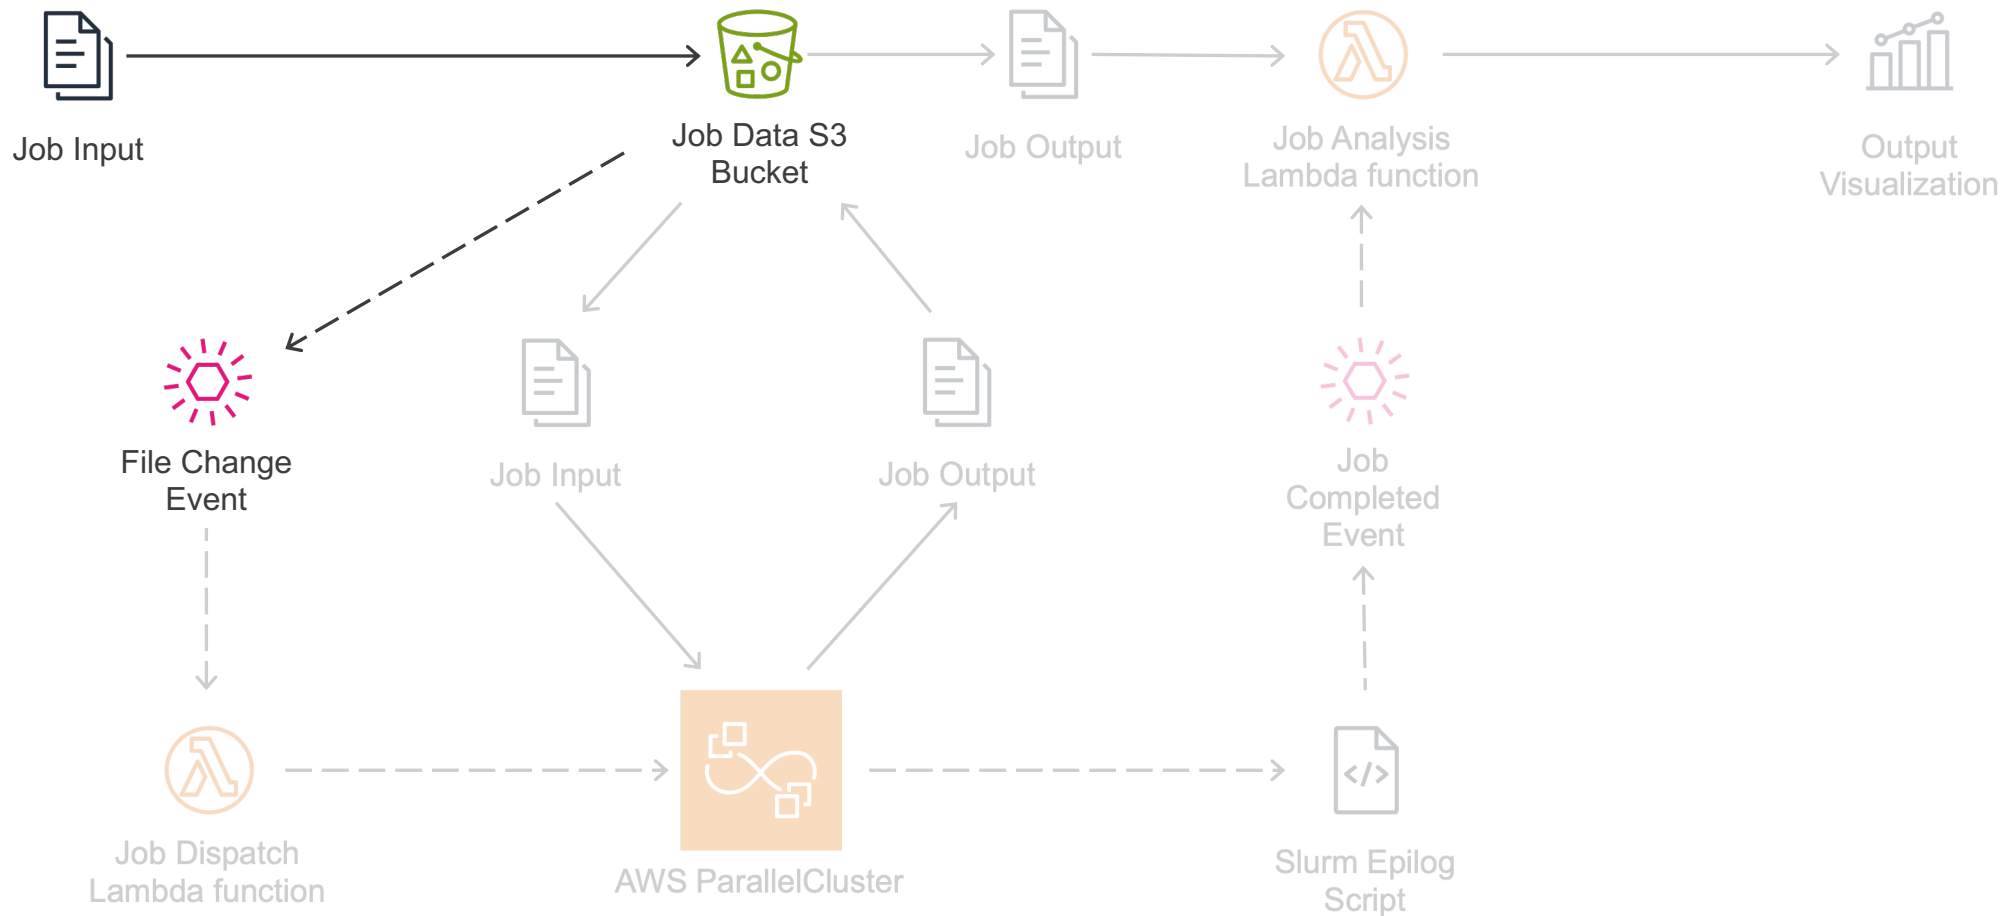 Job Input
Job Data S3
Bucket
Job Output
Job Analysis
Lambda function
Output
Visualization
File Change
Event
Job Input
Job Output
Job
Completed
Event
Job Dispatch
Lambda function
AWS ParallelCluster
Slurm Epilog
Script